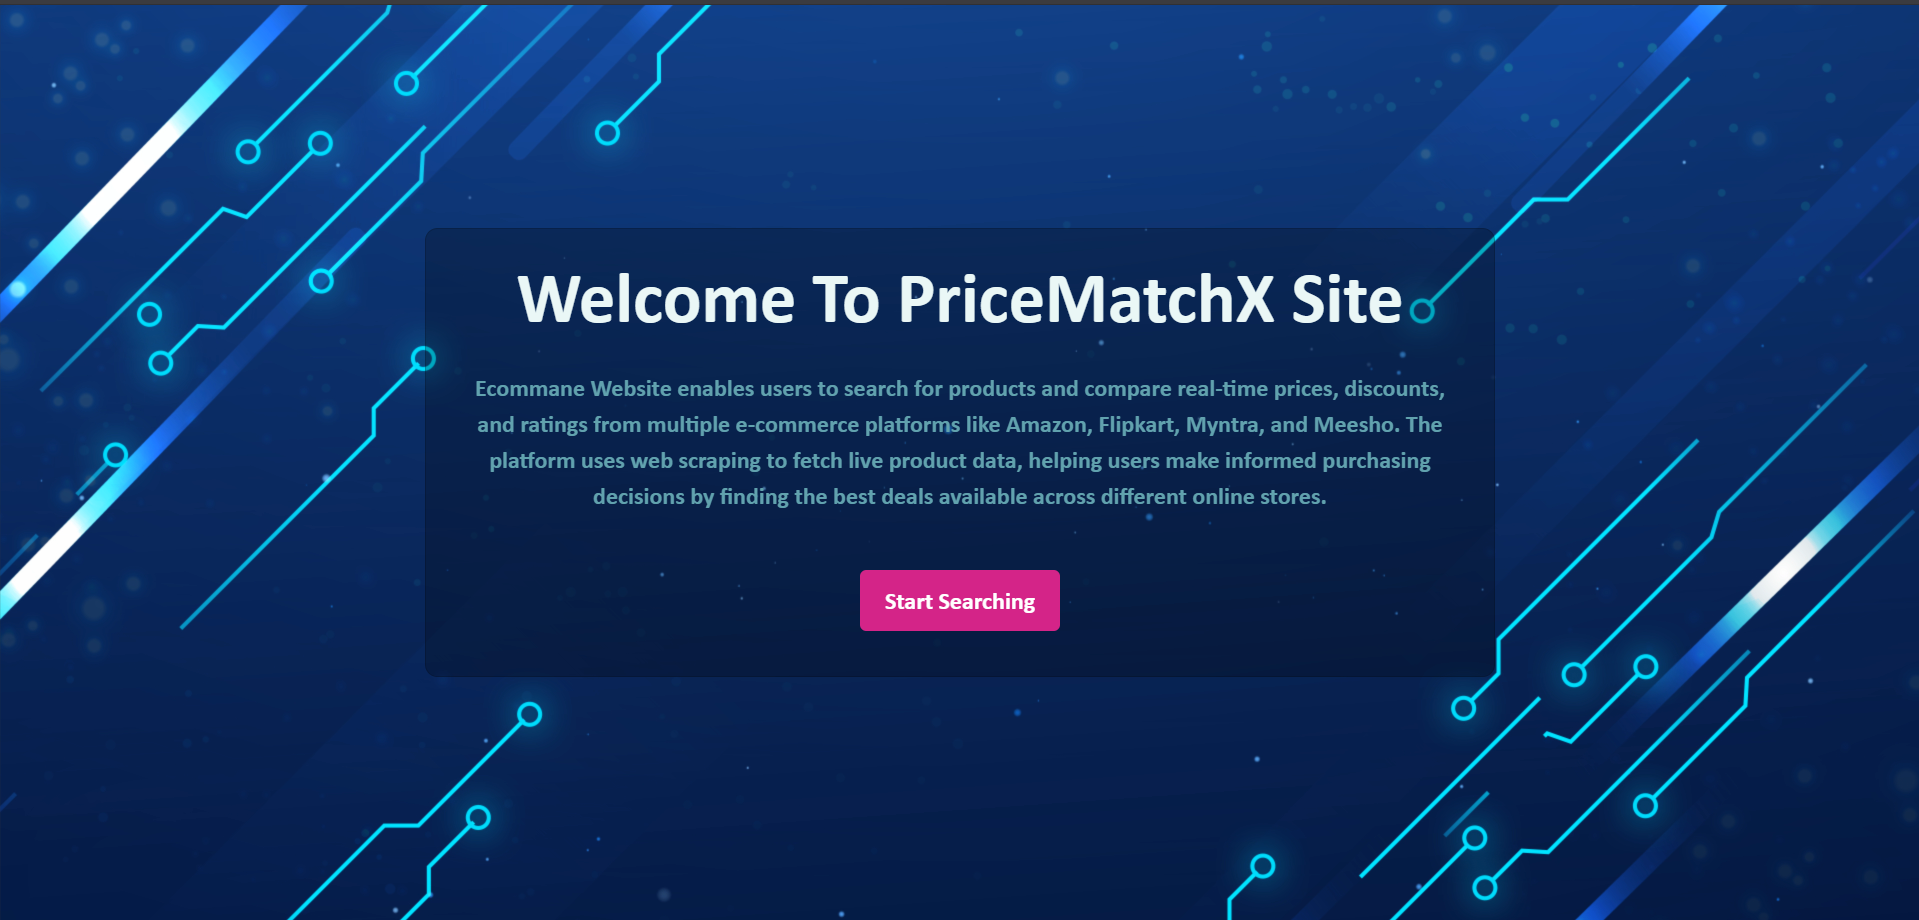 Welcome To PriceMatchX Site
Ecommane Website enables users to search for products and compare real-time prices, discounts,
and ratings from multiple e-commerce platforms like Amazon, Flipkart, Myntra, and Meesho. The
platform uses web scraping to fetch live product data, helping users make informed purchasing
decisions by finding the best deals available across different online stores.
Start Searching